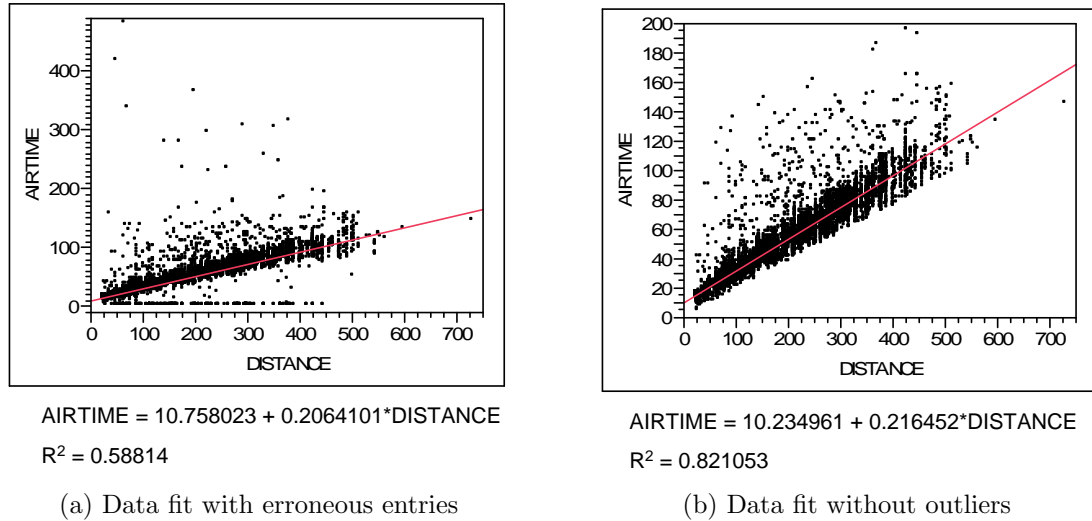 400
300
200
100
0
AIRTIME
0 100 200 300 400 500 600 700
DISTANCE
AIRTIME = 10.758023 + 0.2064101*DISTANCE
R² = 0.58814
(a) Data fit with erroneous entries
200
180
160
140
120
100
80
60
40
20
0
AIRTIME
0 100 200 300 400 500 600 700
DISTANCE
AIRTIME = 10.234961 + 0.216452*DISTANCE
R² = 0.821053
(b) Data fit without outliers